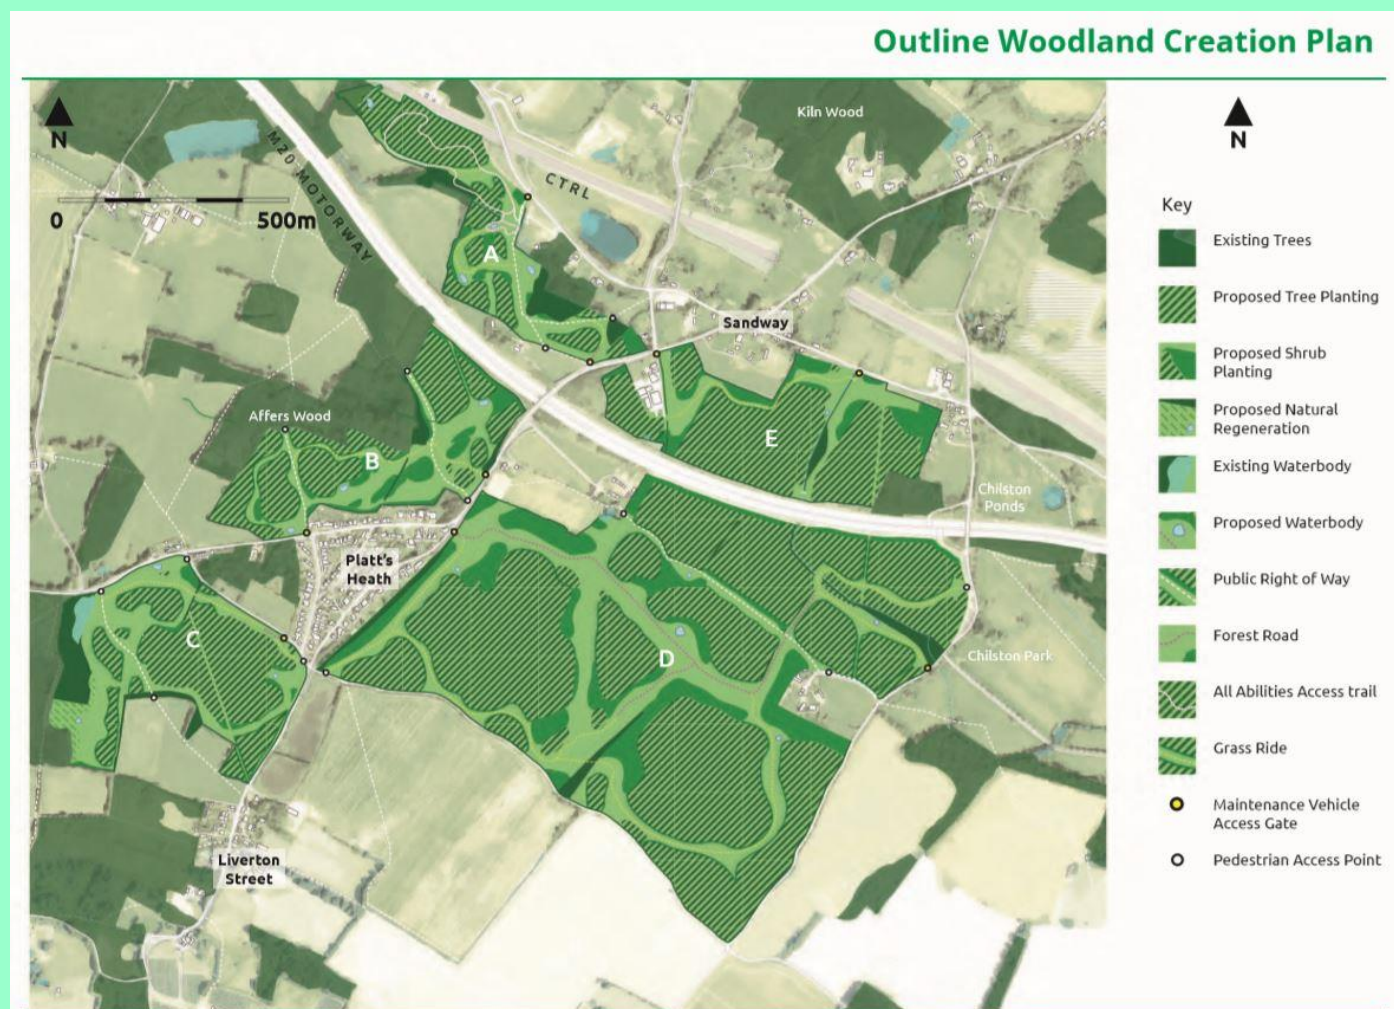 Outline Woodland Creation Plan
N
N
0
500m
M20 MOTORWAY
CTRL
Kiln Wood
A
Sandway
Affers Wood
B
E
Chilston
Ponds
Platt's
Heath
C
D
Chilston Park
Liverton
Street
Key
Existing Trees
Proposed Tree Planting
Proposed Shrub
Planting
Proposed Natural
Regeneration
Existing Waterbody
Proposed Waterbody
Public Right of Way
Forest Road
All Abilities Access trail
Grass Ride
Maintenance Vehicle
Access Gate
Pedestrian Access Point